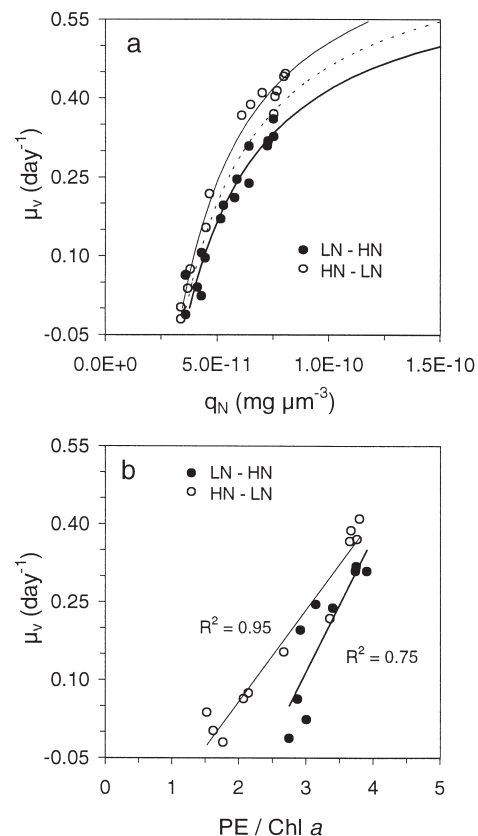 a
0.55
0.40
0.25
0.10
-0.05
μv (day⁻¹)
LN - HN
HN - LN
0.0E+0 5.0E-11 1.0E-10 1.5E-10
qN (mg μm⁻³)
b
0.55
0.40
0.25
0.10
-0.05
μv (day⁻¹)
LN - HN
HN - LN
R² = 0.95
R² = 0.75
0 1 2 3 4 5
PE / Chl a